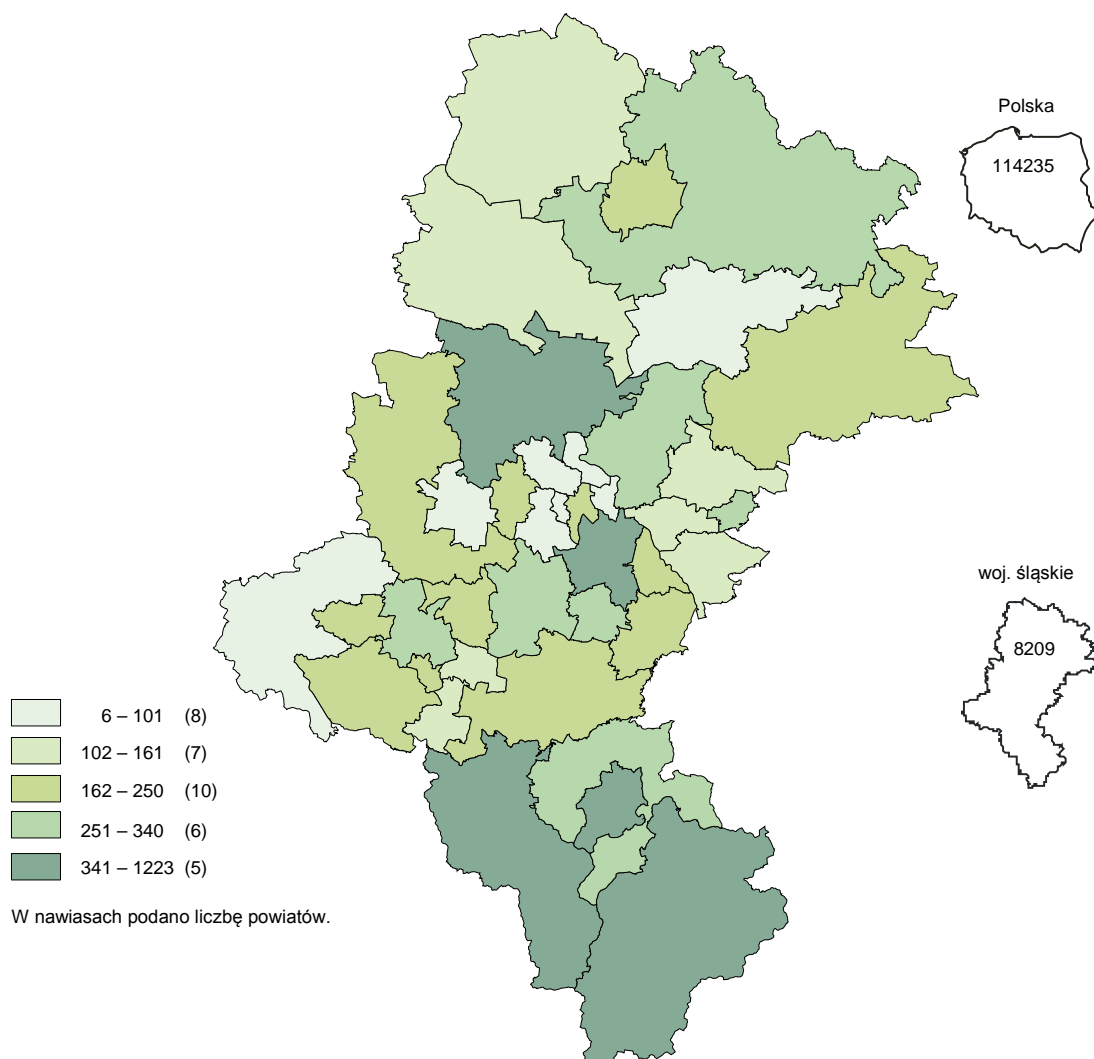 Polska
114235
woj. śląskie
8209
6 – 101 (8)
102 – 161 (7)
162 – 250 (10)
251 – 340 (6)
341 – 1223 (5)
W nawiasach podano liczbę powiatów.